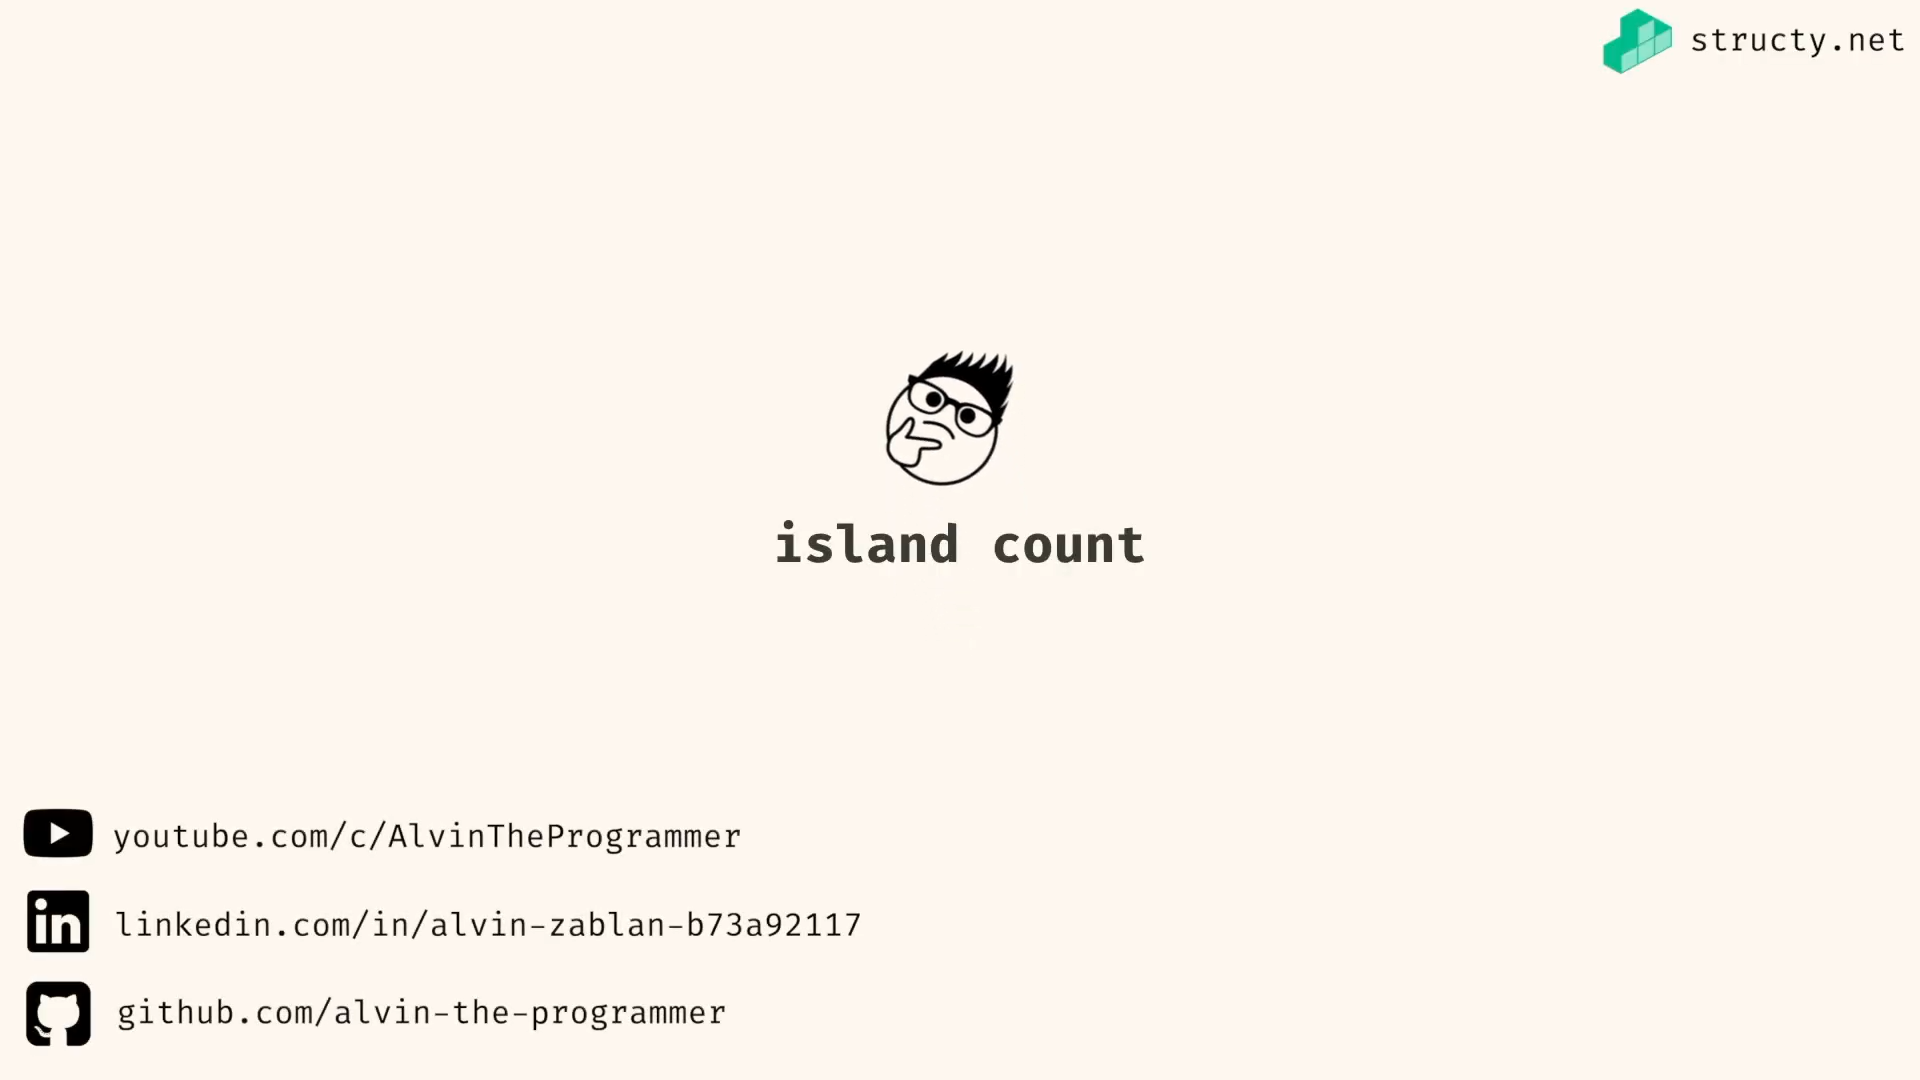 structy.net
island count
youtube.com/c/AlvinTheProgrammer
linkedin.com/in/alvin-zablan-b73a92117
github.com/alvin-the-programmer